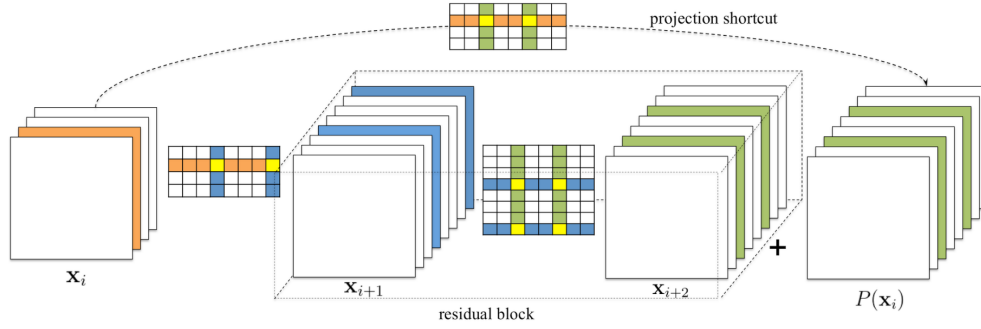 projection shortcut
x_i
x_{i+1}
x_{i+2}
+
P(x_i)
residual block